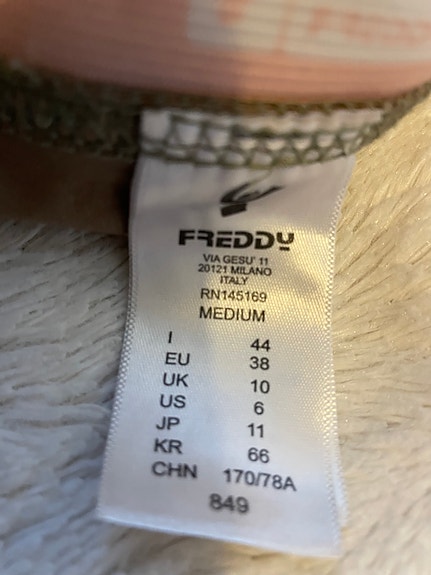 FREDDY
VIA GESU' 11
20121 MILANO
ITALY
RN145169
MEDIUM
I 44
EU 38
UK 10
US 6
JP 11
KR 66
CHN 170/78A
849